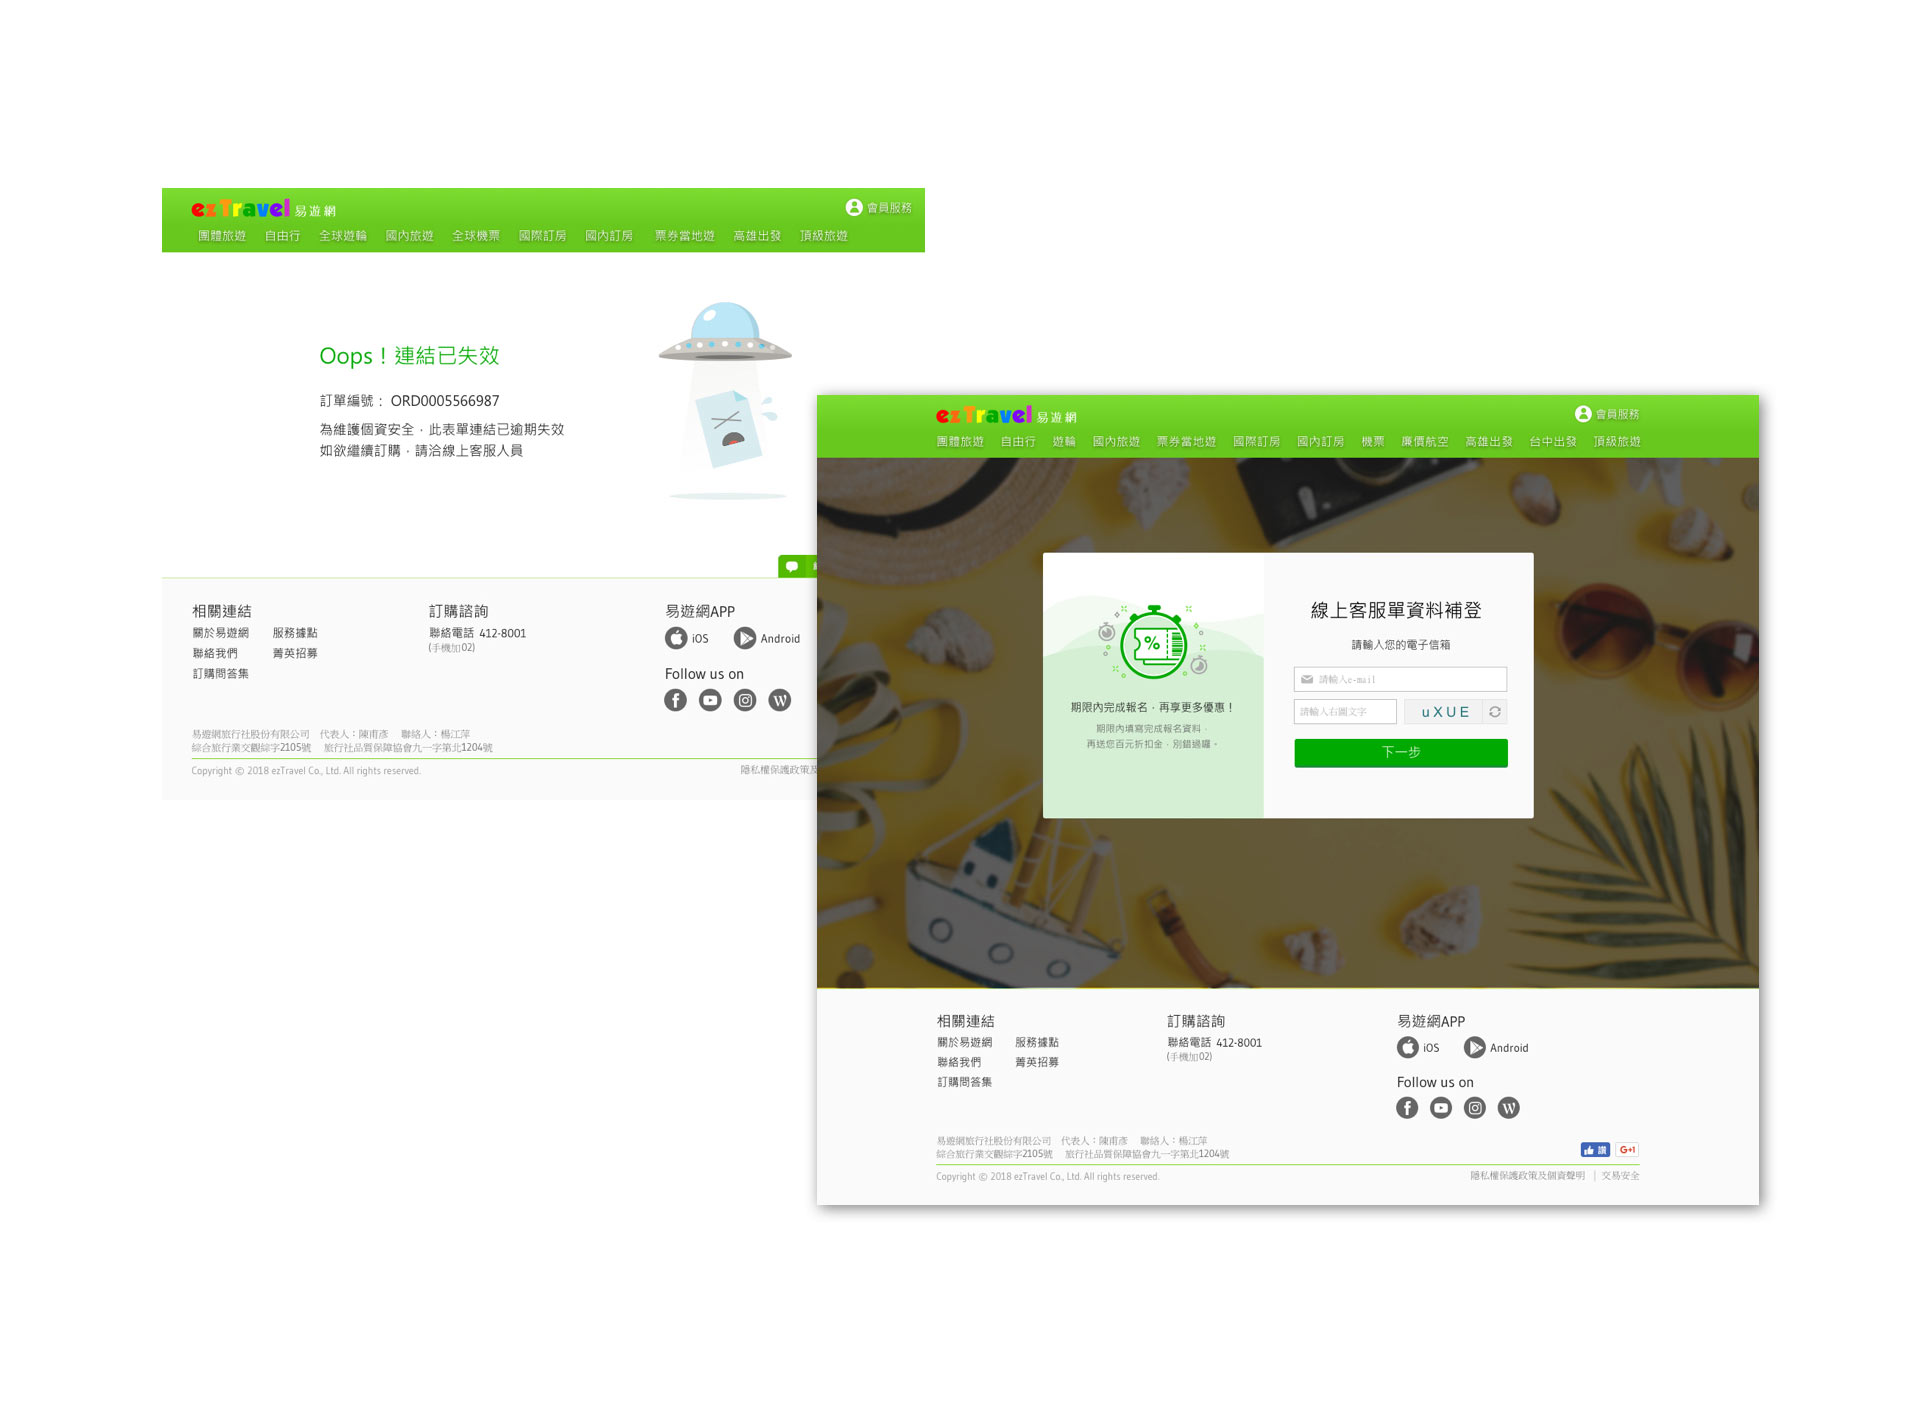 ezTravel 易遊網
會員服務
團體旅遊 自由行 全球遊輪 國內旅遊 全球機票 國際訂房 國內訂房 票券當地遊 高雄出發 頂級旅遊
Oops！連結已失效
訂單編號： ORD0005566987
為維護個資安全，此表單連結已逾期失效
如欲繼續訂購，請洽線上客服人員
相關連結
關於易遊網 服務據點
聯絡我們 菁英招募
訂購問答集
訂購諮詢
聯絡電話 412-8001
(手機加02)
易遊網APP
iOS Android
Follow us on
易遊網旅行社股份有限公司 代表人：陳甫彥 聯絡人：楊江萍
綜合旅行業交觀綜字2105號 旅行社品質保障協會九一字第北1204號
Copyright © 2018 ezTravel Co., Ltd. All rights reserved.
隱私權保護政策及
ezTravel 易遊網
會員服務
團體旅遊 自由行 遊輪 國內旅遊 票券當地遊 國際訂房 國內訂房 機票 廉價航空 高雄出發 台中出發 頂級旅遊
%
期限內完成報名，再享更多優惠！
期限內填寫完成報名資料，
再送您百元折扣金，別錯過囉。
線上客服單資料補登
請輸入您的電子信箱
請輸入e-mail
請輸入右圖文字
uXUE
下一步
相關連結
關於易遊網 服務據點
聯絡我們 菁英招募
訂購問答集
訂購諮詢
聯絡電話 412-8001
(手機加02)
易遊網APP
iOS Android
Follow us on
易遊網旅行社股份有限公司 代表人：陳甫彥 聯絡人：楊江萍
綜合旅行業交觀綜字2105號 旅行社品質保障協會九一字第北1204號
讚 G+1
Copyright © 2018 ezTravel Co., Ltd. All rights reserved.
隱私權保護政策及個資聲明 | 交易安全